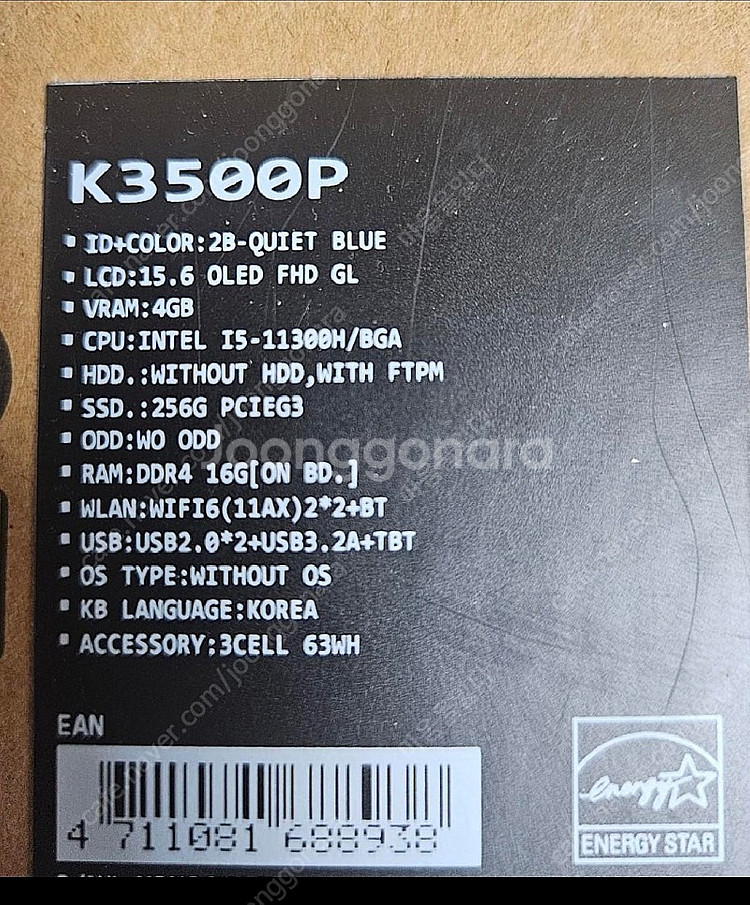 K3500P
ID+COLOR:2B-QUIET BLUE
LCD:15.6 OLED FHD GL
VRAM:4GB
CPU:INTEL I5-11300H/BGA
HDD.:WITHOUT HDD,WITH FTPM
SSD.:256G PCIEG3
ODD:WO ODD
Joonggonara
RAM:DDR4 16G[ON BD.]
WLAN:WIFI6(11AX)2*2+BT
USB:USB2.0*2+USB3.2A+TBT
OS TYPE:WITHOUT OS
KB LANGUAGE:KOREA
ACCESSORY:3CELL 63WH
EAN
4 711081 688938
energy
ENERGY STAR